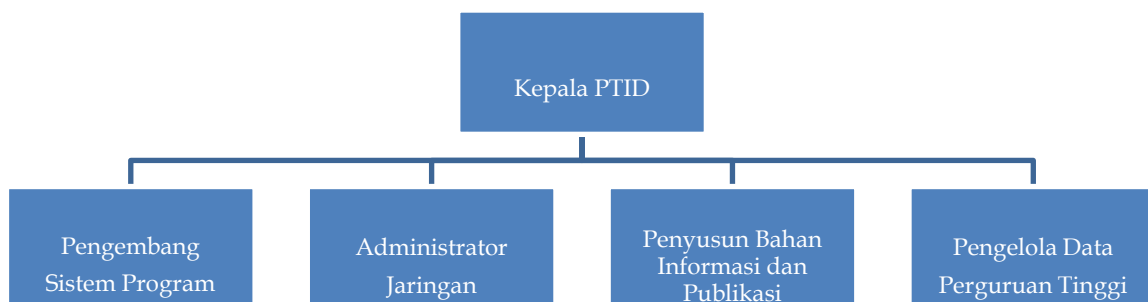 Kepala PTID
Pengembang
Sistem Program
Administrator
Jaringan
Penyusun Bahan
Informasi dan
Publikasi
Pengelola Data
Perguruan Tinggi